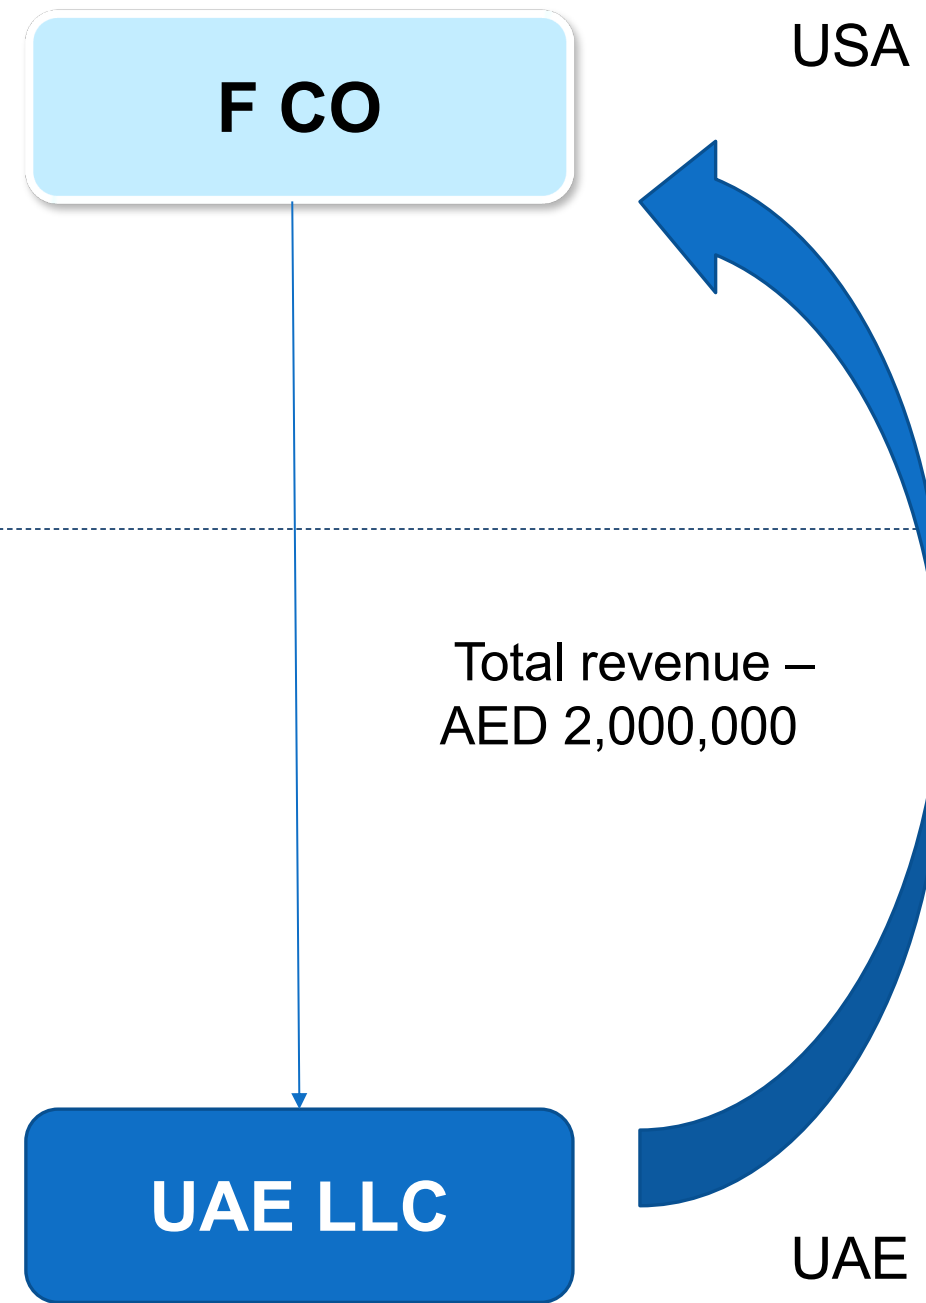 F CO
USA
Total revenue –
AED 2,000,000
UAE LLC
UAE